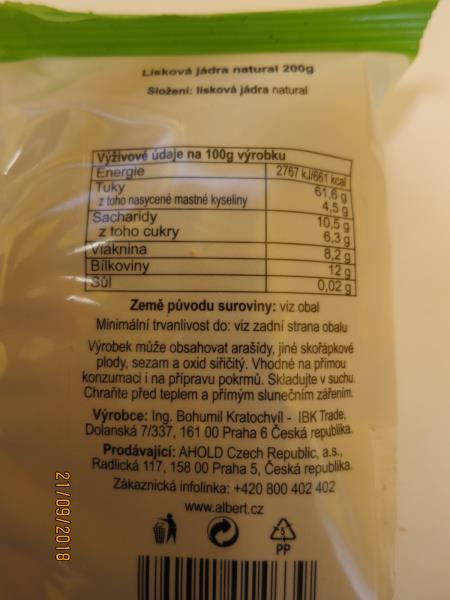 Lísková jádra natural 200g
Složení: lísková jádra natural
Výživové údaje na 100g výrobku
Energie 2767 kJ/661 kcal
Tuky 61,6 g
z toho nasycené mastné kyseliny 4,5 g
Sacharidy 10,5 g
z toho cukry 6,3 g
Vláknina 8,2 g
Bílkoviny 12 g
Sůl 0,02 g
Země původu suroviny: viz obal
Minimální trvanlivost do: viz zadní strana obalu
Výrobek může obsahovat arašídy, jiné skořápkové
plody, sezam a oxid siřičitý. Vhodné na přímou
konzumaci i na přípravu pokrmů. Skladujte v suchu.
Chraňte před teplem a přímým slunečním zářením.
Výrobce: Ing. Bohumil Kratochvíl - IBK Trade,
Dolanská 7/337, 161 00 Praha 6 Česká republika.
Prodávající: AHOLD Czech Republic, a.s.,
Radlická 117, 158 00 Praha 5, Česká republika.
Zákaznická infolinka: +420 800 402 402
www.albert.cz
5
PP
21/09/2018